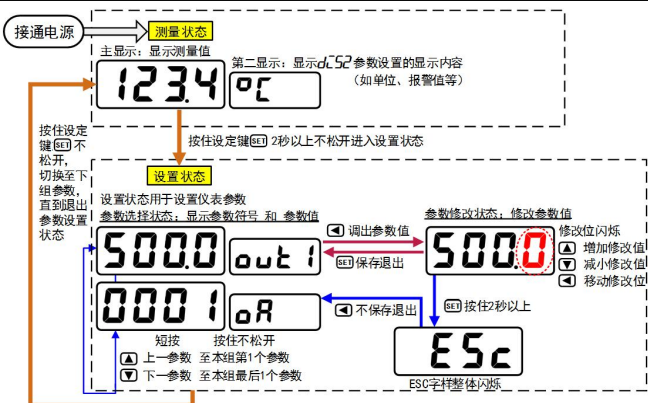 接通电源
测量状态
主显示：显示测量值
123.4
℃
第二显示：显示dCS2参数设置的显示内容
（如单位、报警值等）
按住设定键SET 2秒以上不松开进入设置状态
按住设定
键SET不
松开，
切换至下
组参数，
直到退出
参数设置
状态
设置状态
设置状态用于设置仪表参数
参数选择状态：显示参数符号 和 参数值
500.0
out1
◀ 调出参数值
SET保存退出
参数修改状态：修改参数值
500.0
修改位闪烁
▲ 增加修改值
▼ 减小修改值
◀ 移动修改位
0001
oA
◀ 不保存退出
SET 按住2秒以上
ESc
ESC字样整体闪烁
短按 按住不松开
▲ 上一参数 至本组第1个参数
▼ 下一参数 至本组最后1个参数